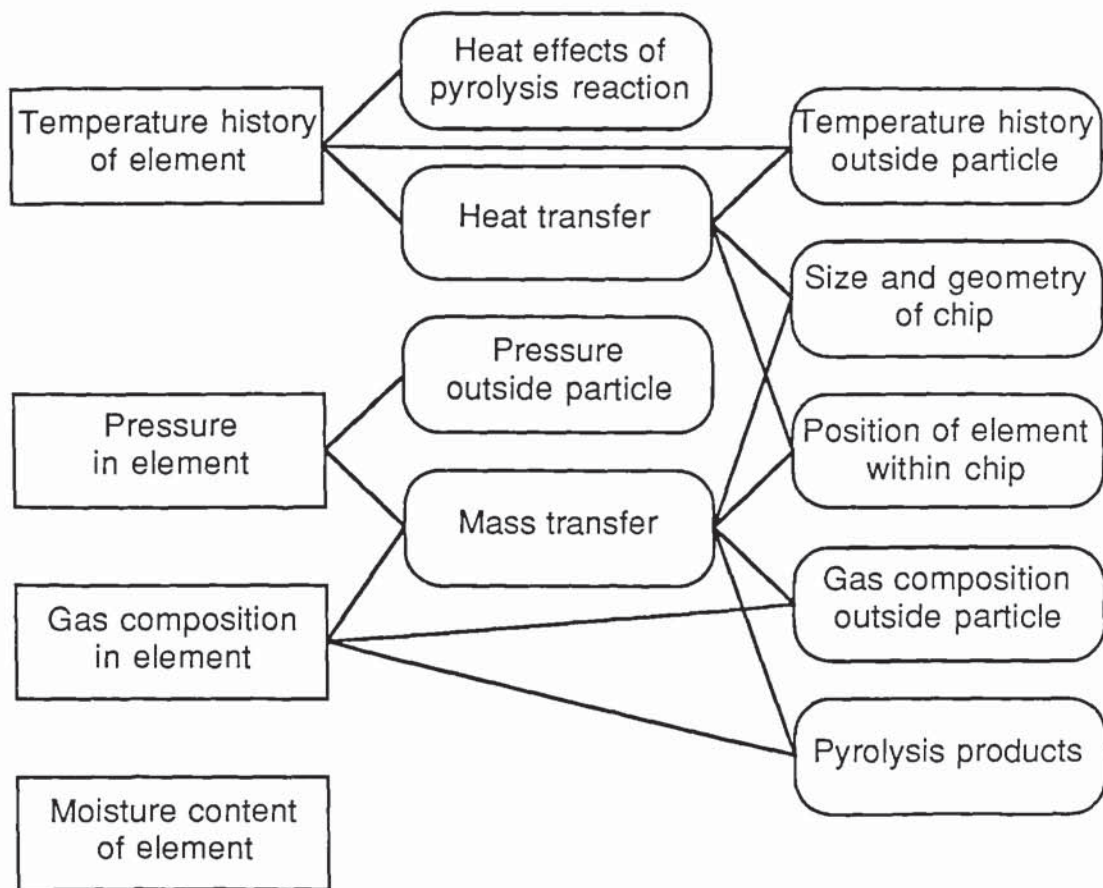 Heat effects of
pyrolysis reaction
Temperature history
of element
Temperature history
outside particle
Heat transfer
Size and geometry
of chip
Pressure
outside particle
Pressure
in element
Position of element
within chip
Mass transfer
Gas composition
in element
Gas composition
outside particle
Pyrolysis products
Moisture content
of element